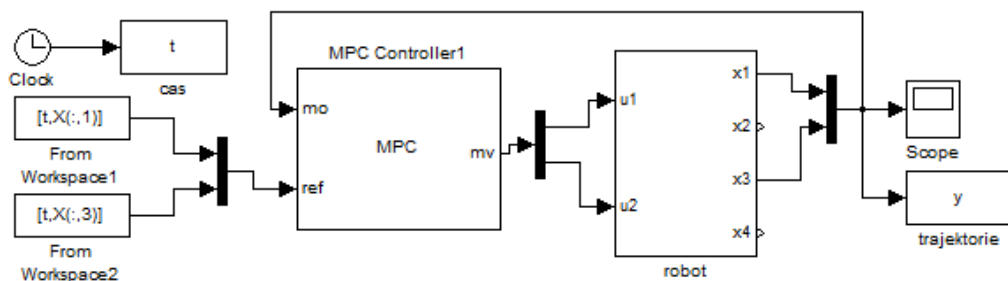 t
Clock
cas
[t,X(:,1)]
From
Workspace1
[t,X(:,3)]
From
Workspace2
MPC Controller1
mo
MPC
mv
ref
u1
u2
x1
x2
x3
x4
robot
Scope
y
trajektorie